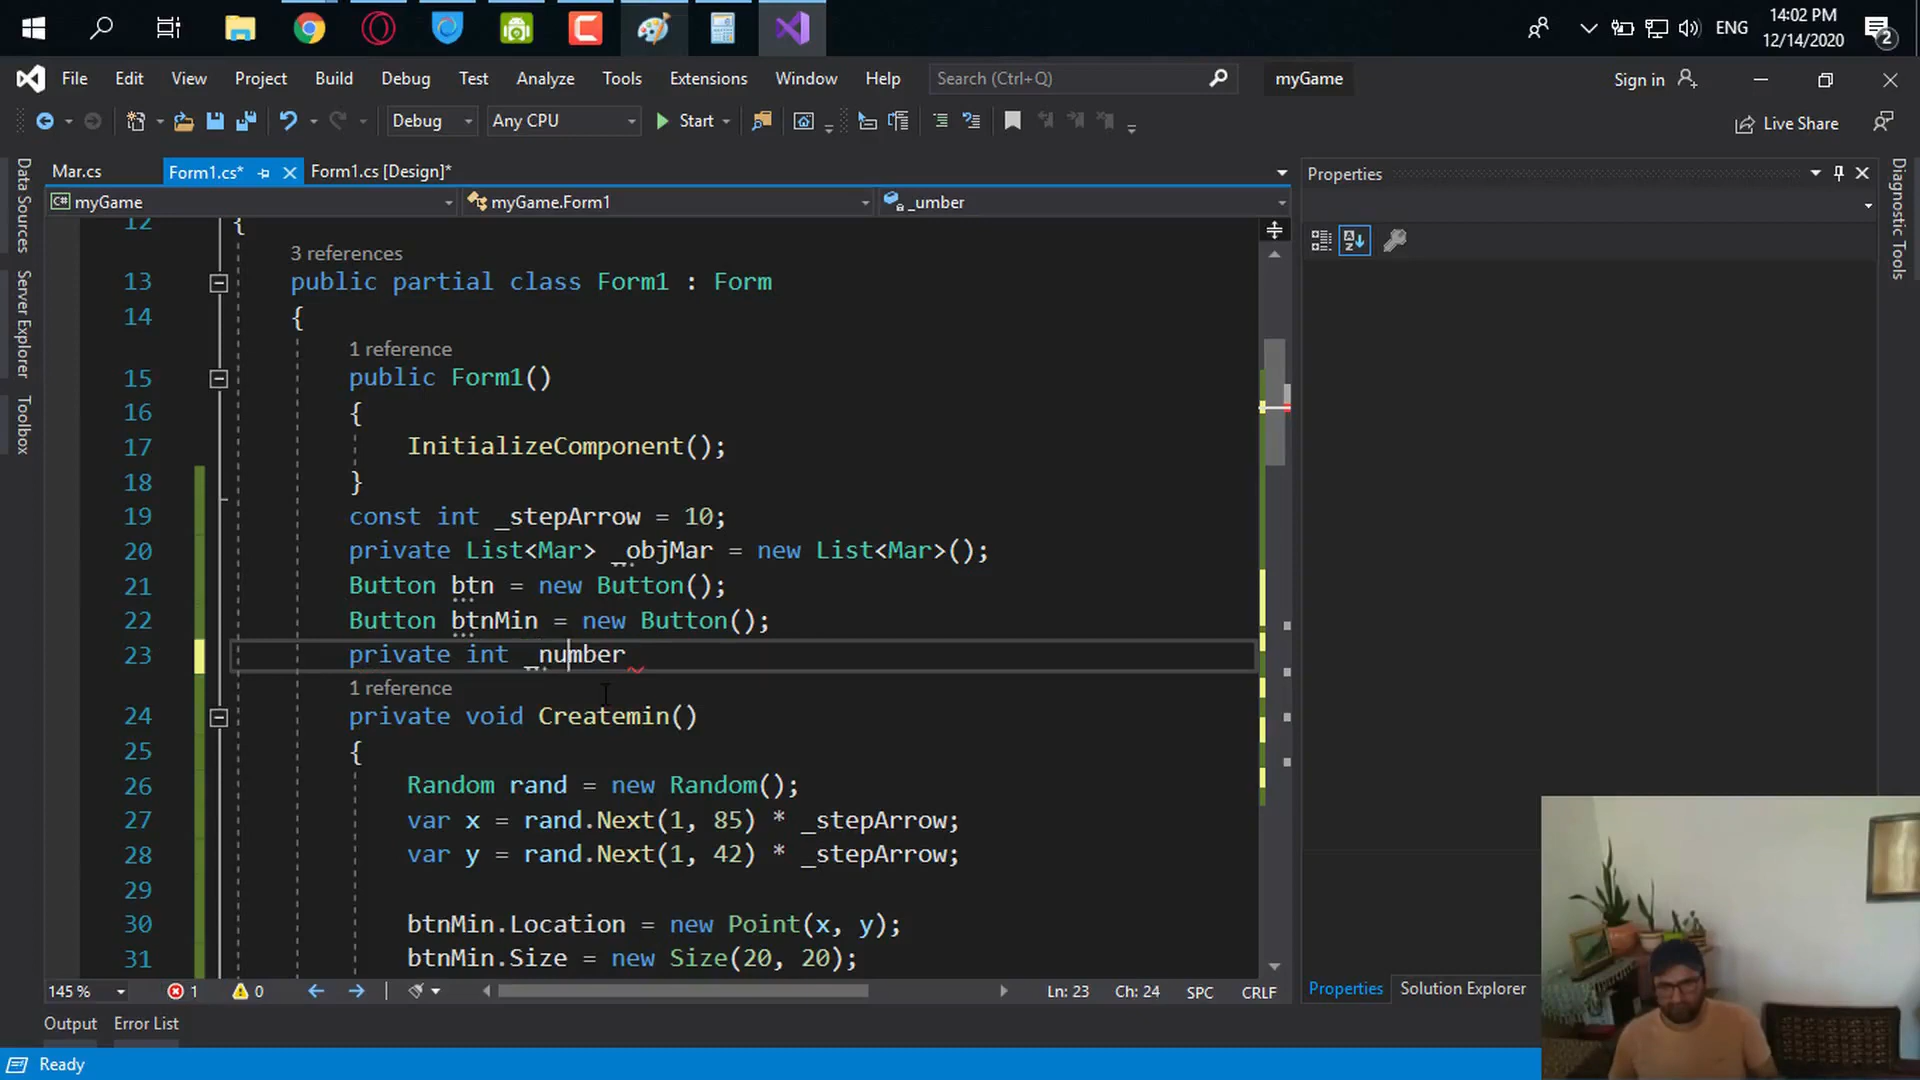 ENG
14:02 PM
12/14/2020
2
File Edit View Project Build Debug Test Analyze Tools Extensions Window Help Search (Ctrl+Q) myGame Sign in
Debug Any CPU Start Live Share
Mar.cs Form1.cs* Form1.cs [Design]*
myGame myGame.Form1 _umber
Data Sources
Server Explorer
Toolbox
12 {
3 references
13 public partial class Form1 : Form
14 {
1 reference
15 public Form1()
16 {
17 InitializeComponent();
18 }
19 const int _stepArrow = 10;
20 private List<Mar> _objMar = new List<Mar>();
21 Button btn = new Button();
22 Button btnMin = new Button();
23 private int _number
1 reference
24 private void Createmin()
25 {
26 Random rand = new Random();
27 var x = rand.Next(1, 85) * _stepArrow;
28 var y = rand.Next(1, 42) * _stepArrow;
29
30 btnMin.Location = new Point(x, y);
31 btnMin.Size = new Size(20, 20);
145 % 1 0 Ln: 23 Ch: 24 SPC CRLF
Output Error List
Ready
Properties
Diagnostic Tools
Properties Solution Explorer